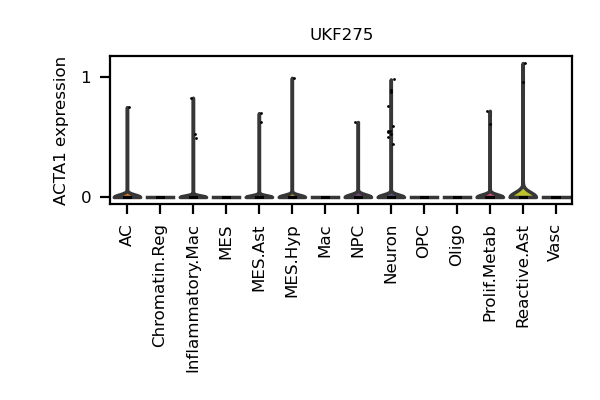 UKF275
ACTA1 expression
1
0
AC
Chromatin.Reg
Inflammatory.Mac
MES
MES.Ast
MES.Hyp
Mac
NPC
Neuron
OPC
Oligo
Prolif.Metab
Reactive.Ast
Vasc